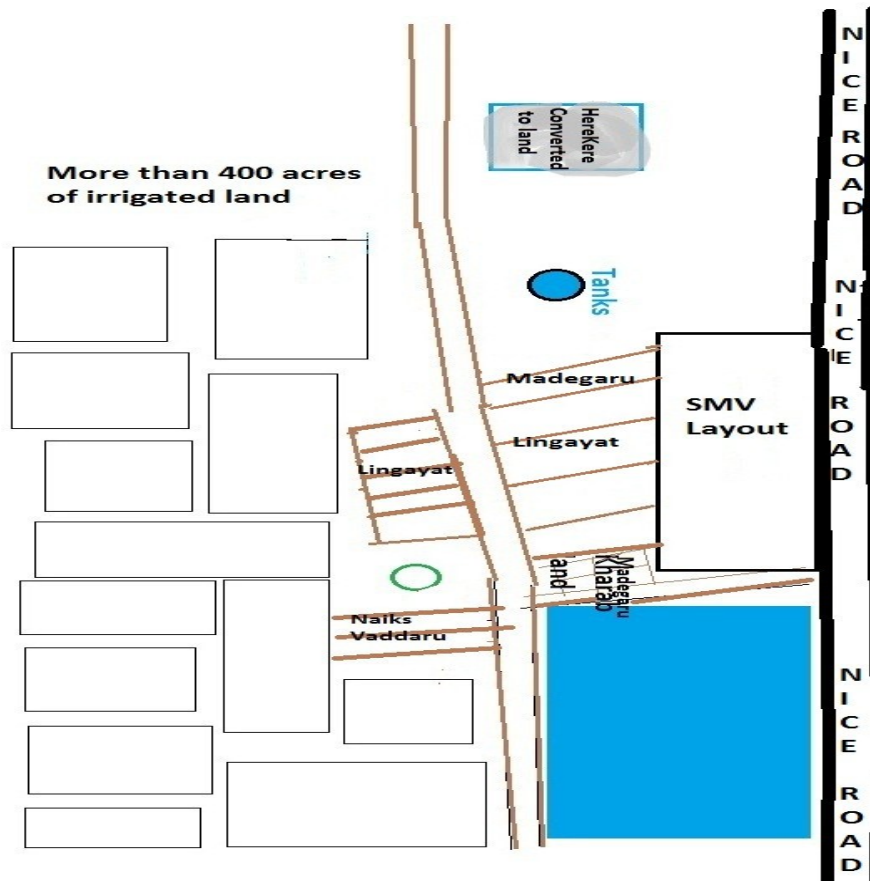 HereKere
Converted
to land
More than 400 acres
of irrigated land
Tanks
Madegaru
SMV
Layout
Lingayat
Lingayat
Madegaru
Kharab
land
Naiks
Vaddaru
NICE ROAD
NICE ROAD
NICE ROAD